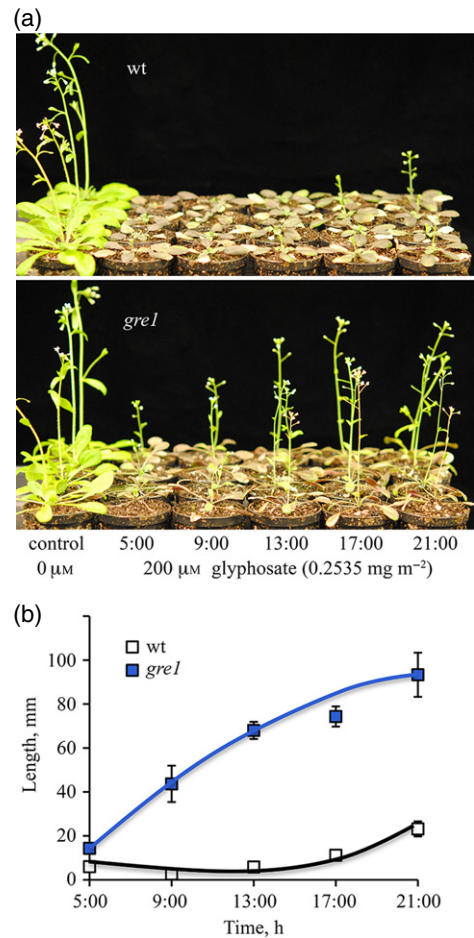 (a)
wt
gre1
control 5:00 9:00 13:00 17:00 21:00
0 μM 200 μM glyphosate (0.2535 mg m⁻²)
(b)
wt
gre1
Length, mm
100
80
60
40
20
0
5:00 9:00 13:00 17:00 21:00
Time, h